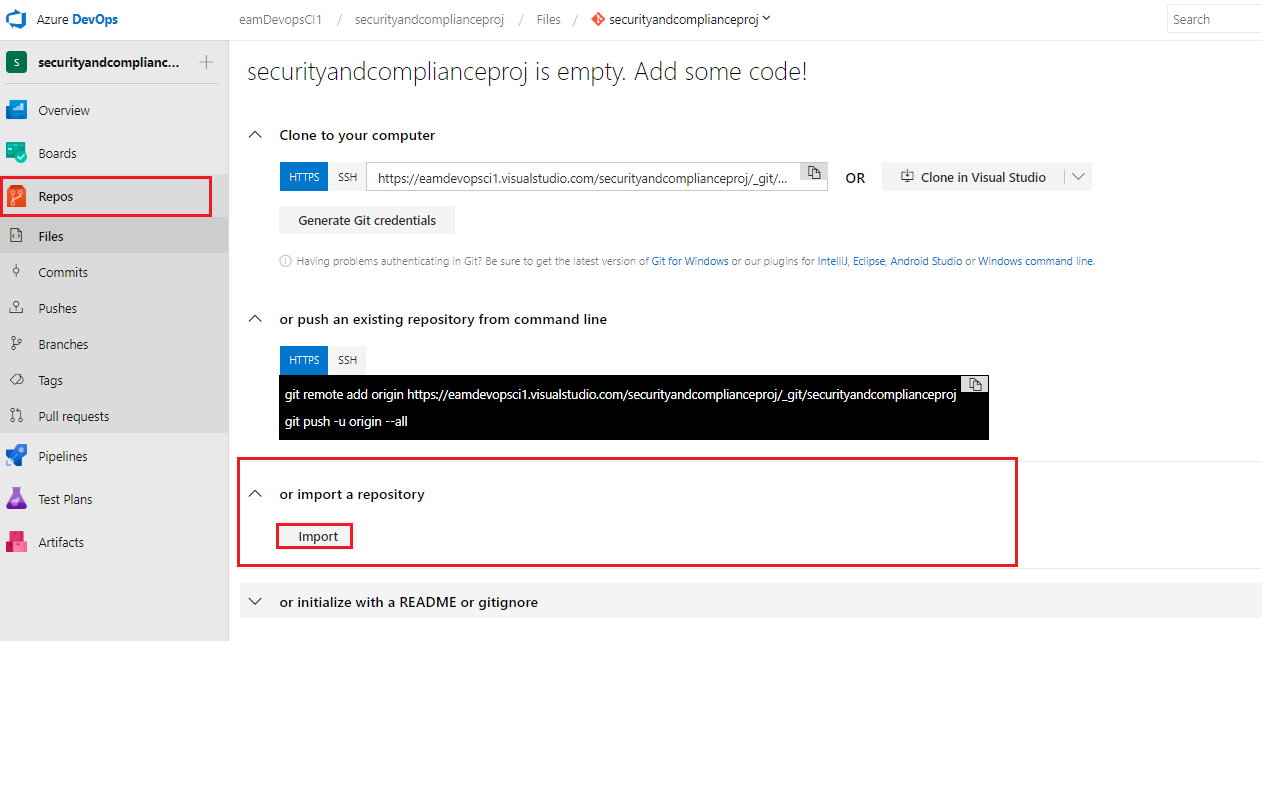 Azure DevOps
eamDevopsCI1 / securityandcomplianceproj / Files / securityandcomplianceproj
Search
S securityandcomplianc... +
Overview
Boards
Repos
Files
Commits
Pushes
Branches
Tags
Pull requests
Pipelines
Test Plans
Artifacts
securityandcomplianceproj is empty. Add some code!
Clone to your computer
HTTPS SSH https://eamdevopsci1.visualstudio.com/securityandcomplianceproj/_git/... OR Clone in Visual Studio
Generate Git credentials
Having problems authenticating in Git? Be sure to get the latest version of Git for Windows or our plugins for IntelliJ, Eclipse, Android Studio or Windows command line.
or push an existing repository from command line
HTTPS SSH
git remote add origin https://eamdevopsci1.visualstudio.com/securityandcomplianceproj/_git/securityandcomplianceproj
git push -u origin --all
or import a repository
Import
or initialize with a README or gitignore